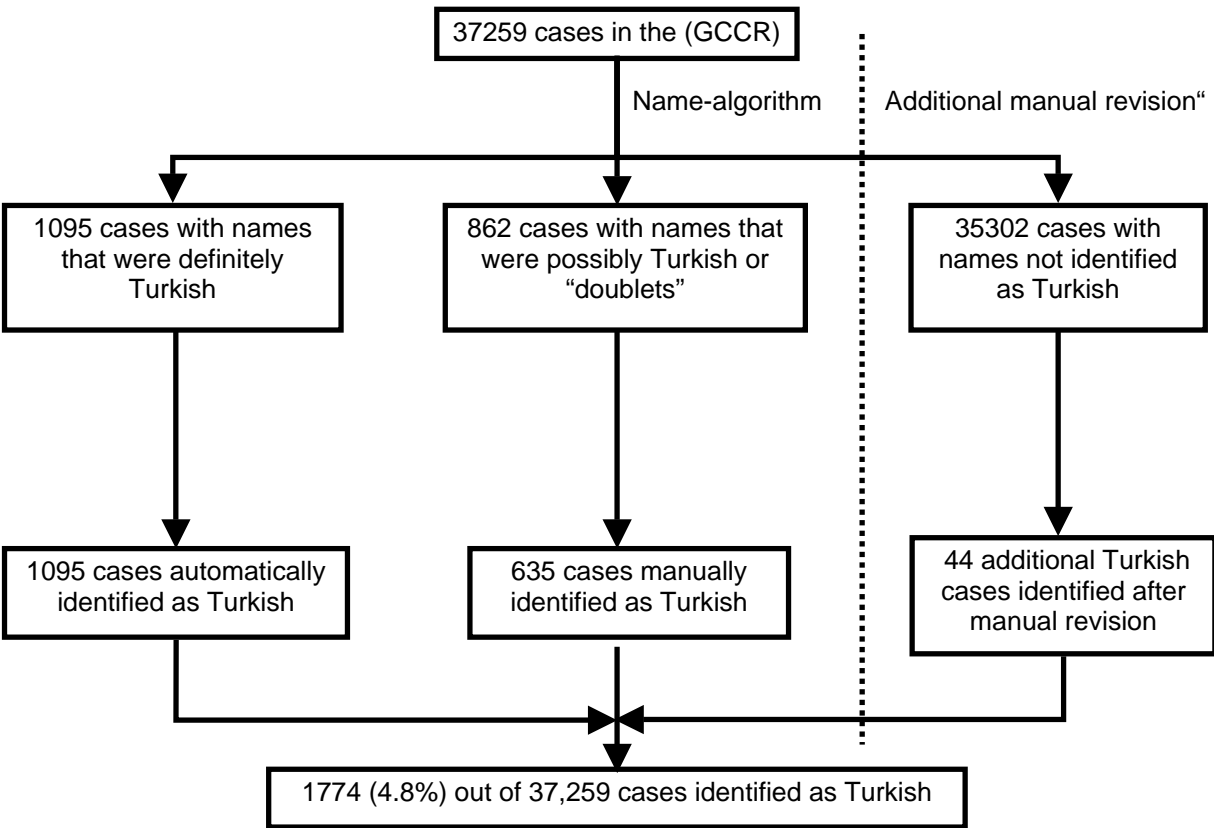 37259 cases in the (GCCR)
Name-algorithm
Additional manual revision“
1095 cases with names
that were definitely
Turkish
862 cases with names that
were possibly Turkish or
“doublets”
35302 cases with
names not identified
as Turkish
1095 cases automatically
identified as Turkish
635 cases manually
identified as Turkish
44 additional Turkish
cases identified after
manual revision
1774 (4.8%) out of 37,259 cases identified as Turkish